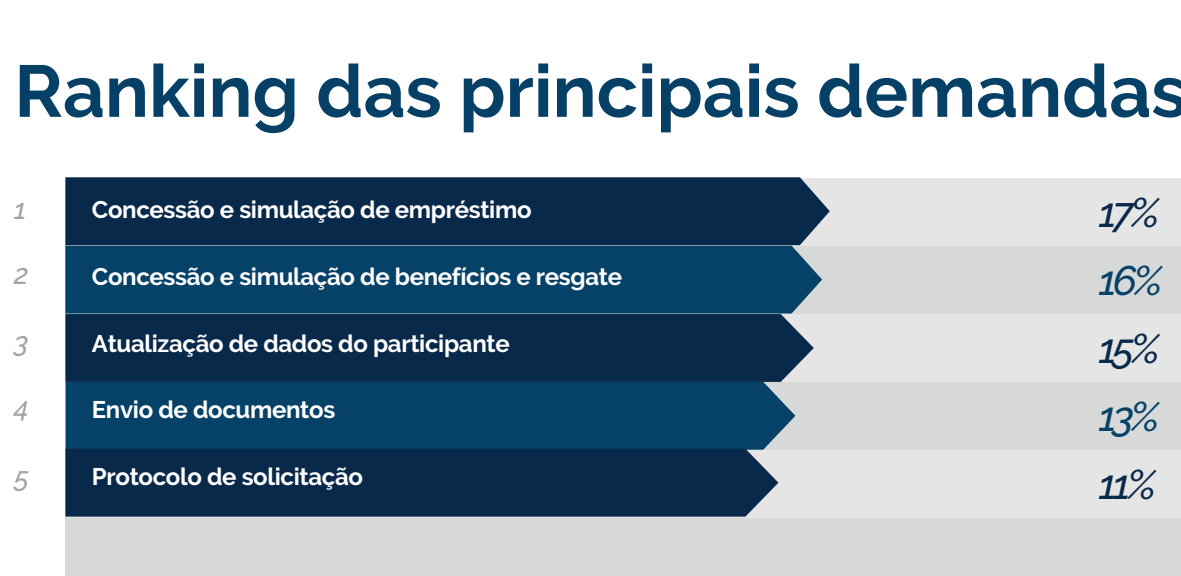 Ranking das principais demandas
1 Concessão e simulação de empréstimo 17%
2 Concessão e simulação de benefícios e resgate 16%
3 Atualização de dados do participante 15%
4 Envio de documentos 13%
5 Protocolo de solicitação 11%